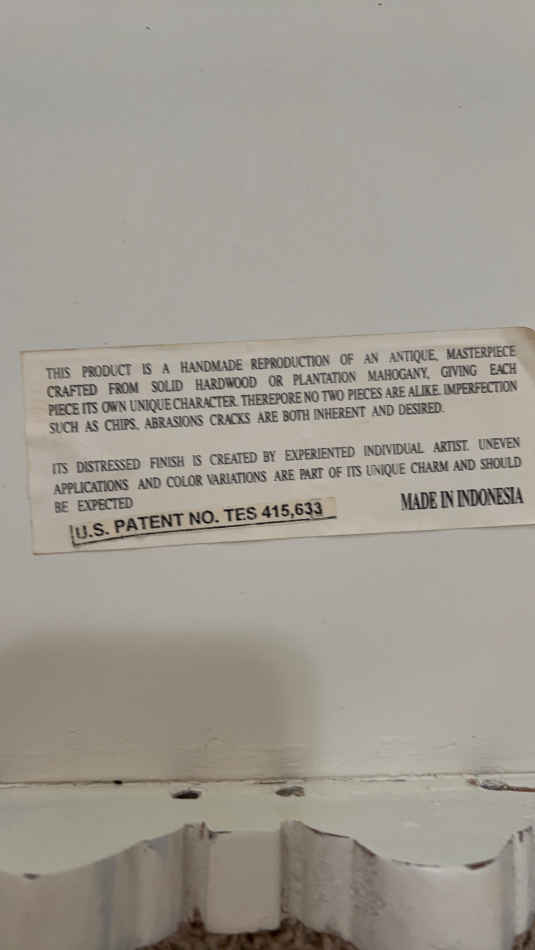 THIS PRODUCT IS A HANDMADE REPRODUCTION OF AN ANTIQUE, MASTERPIECE
CRAFTED FROM SOLID HARDWOOD OR PLANTATION MAHOGANY, GIVING EACH
PIECE ITS OWN UNIQUE CHARACTER. THEREPORE NO TWO PIECES ARE ALIKE. IMPERFECTION
SUCH AS CHIPS, ABRASIONS CRACKS ARE BOTH INHERENT AND DESIRED.
ITS DISTRESSED FINISH IS CREATED BY EXPERIENTED INDIVIDUAL ARTIST. UNEVEN
APPLICATIONS AND COLOR VARIATIONS ARE PART OF ITS UNIQUE CHARM AND SHOULD
BE EXPECTED
MADE IN INDONESIA
U.S. PATENT NO. TES 415,633